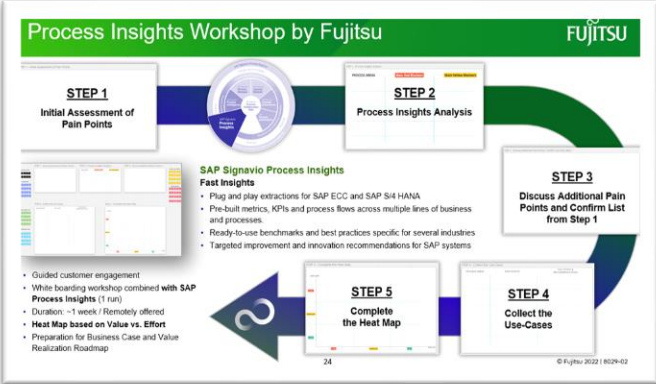 Process Insights Workshop by Fujitsu
FUJITSU
STEP 1
Initial Assessment of
Pain Points
Process
Insights
STEP 2
Process Insights Analysis
STEP 3
Discuss Additional Pain
Points and Confirm List
from Step 1
SAP Signavio Process Insights
Fast Insights
• Plug and play extractions for SAP ECC and SAP S/4 HANA
• Pre-built metrics, KPIs and process flows across multiple lines of business
and processes.
• Ready-to-use benchmarks and best practices specific for several industries
• Targeted improvement and innovation recommendations for SAP systems
• Guided customer engagement
• White boarding workshop combined with SAP
Process Insights (1 run)
• Duration: ~1 week / Remotely offered
• Heat Map based on Value vs. Effort
• Preparation for Business Case and Value
Realization Roadmap
STEP 5
Complete
the Heat Map
STEP 4
Collect the
Use-Cases
24
© Fujitsu 2022 | 8029-02